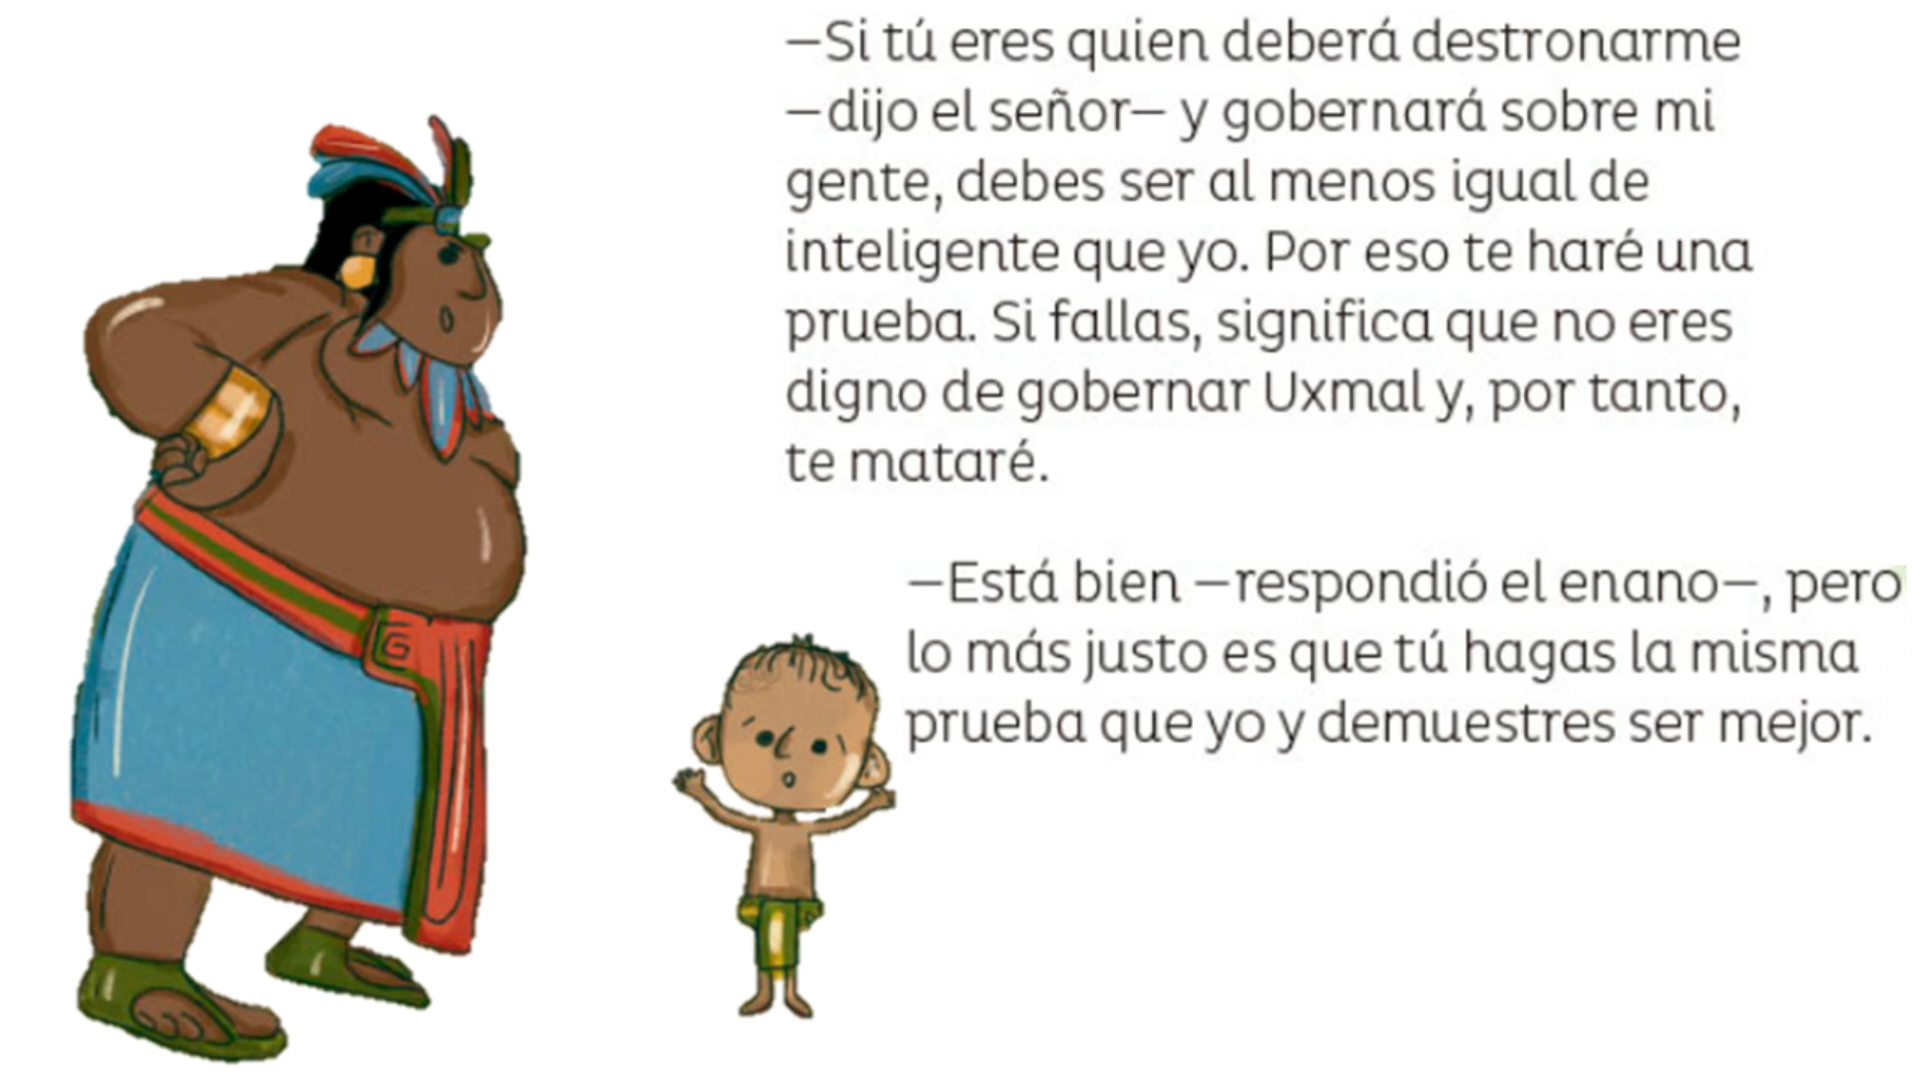 —Si tú eres quien deberá destronarme
—dijo el señor— y gobernará sobre mi
gente, debes ser al menos igual de
inteligente que yo. Por eso te haré una
prueba. Si fallas, significa que no eres
digno de gobernar Uxmal y, por tanto,
te mataré.
—Está bien —respondió el enano—, pero
lo más justo es que tú hagas la misma
prueba que yo y demuestres ser mejor.